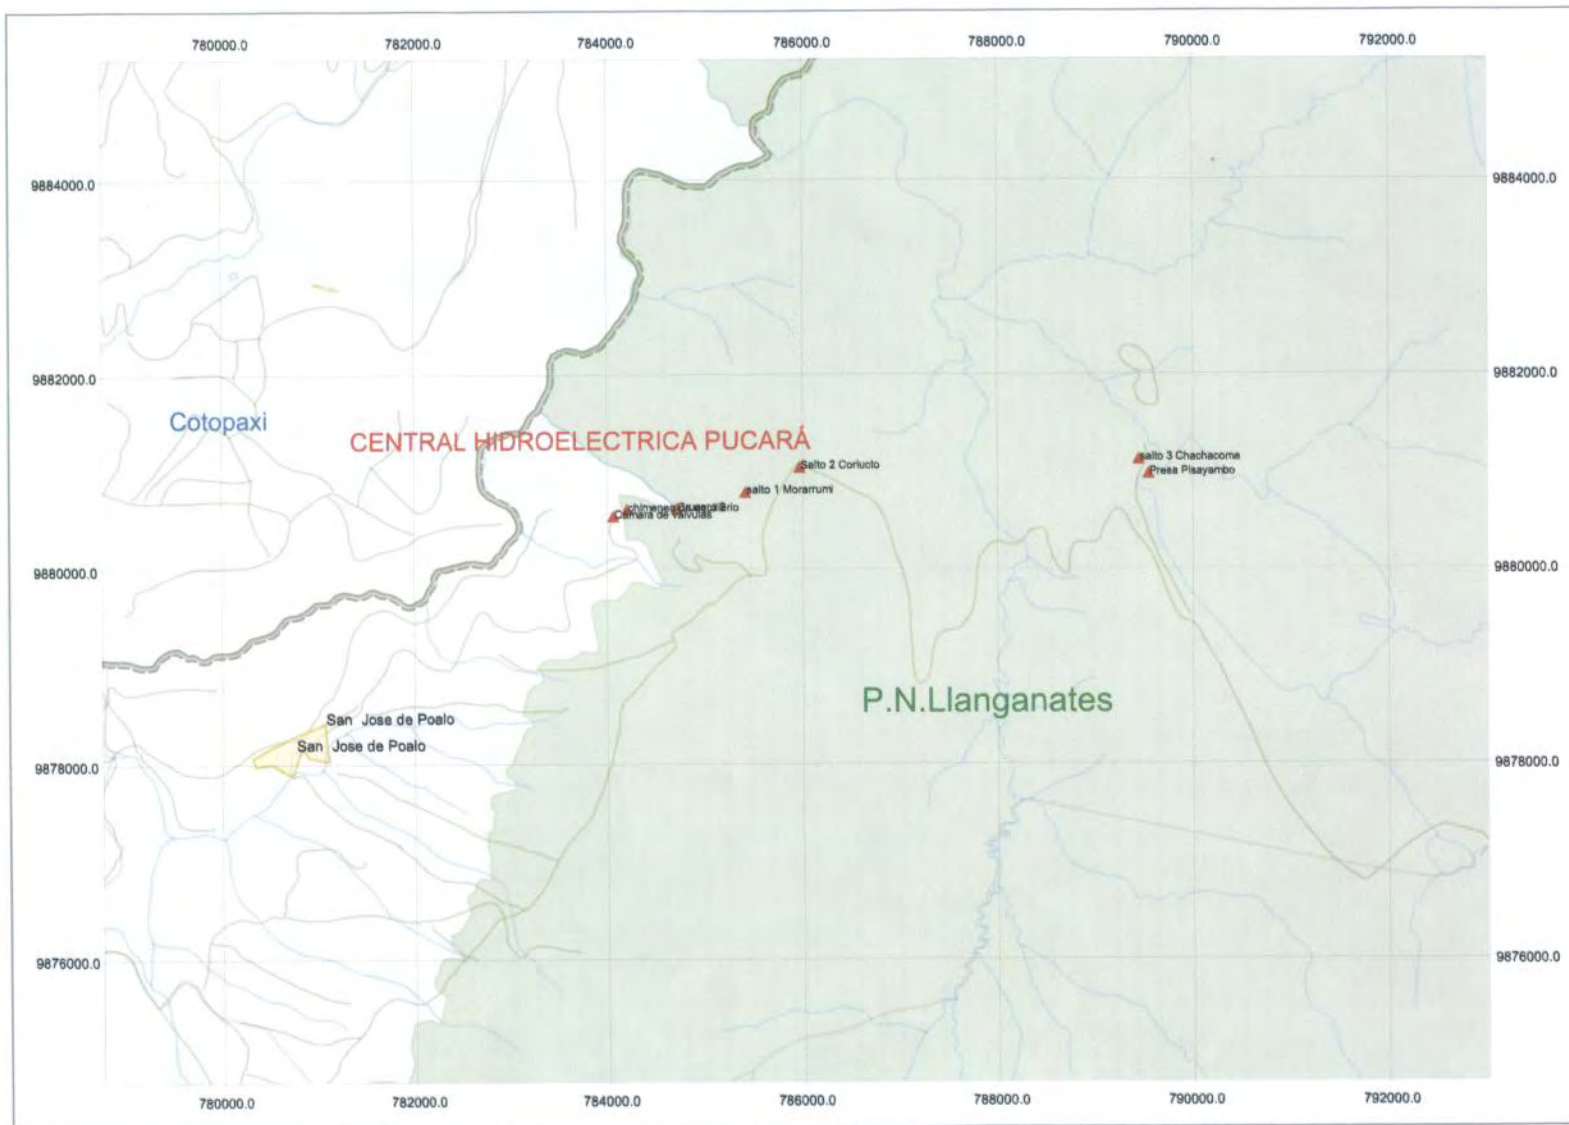 780000.0 782000.0 784000.0 786000.0 788000.0 790000.0 792000.0
9884000.0 9884000.0
9882000.0 9882000.0
Cotopaxi
CENTRAL HIDROELECTRICA PUCARÁ
salto 3 Chachacoma
Salto 2 Coriucto
Presa Pisayambo
salto 1 Morarrumi
chimenea
Camara de valvulas
9880000.0 9880000.0
P.N.Llanganates
San Jose de Poalo
San Jose de Poalo
9878000.0 9878000.0
9876000.0 9876000.0
780000.0 782000.0 784000.0 786000.0 788000.0 790000.0 792000.0